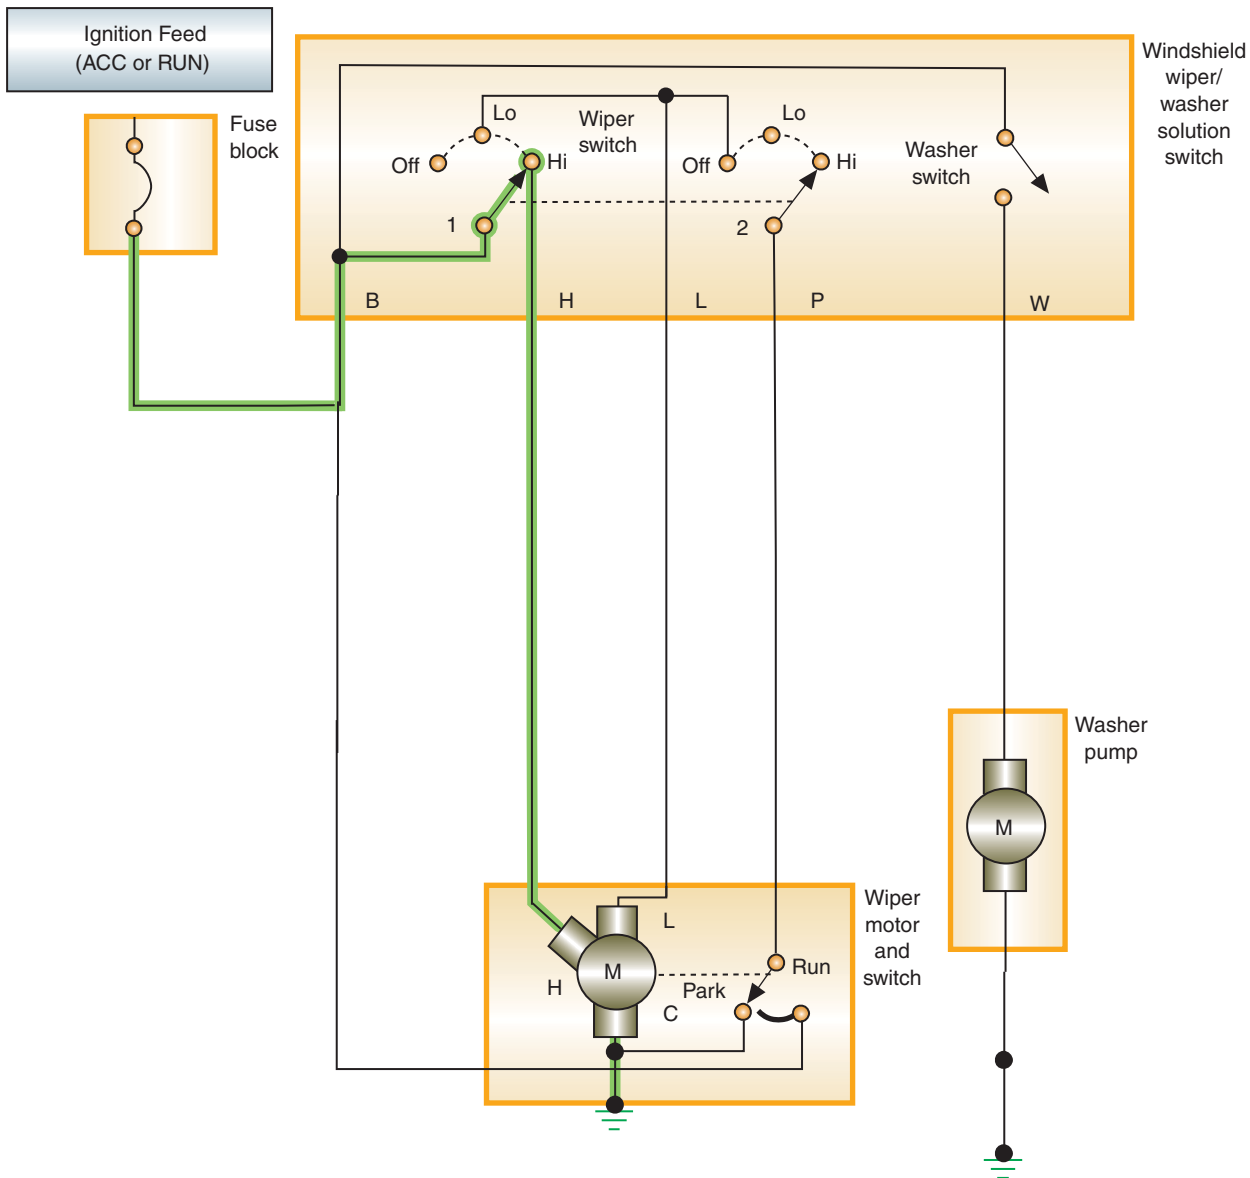 Ignition Feed
(ACC or RUN)
Fuse
block
Windshield
wiper/
washer
solution
switch
Lo
Wiper
switch
Off
Hi
1
Lo
Off
Hi
2
Washer
switch
B
H
L
P
W
Washer
pump
M
Wiper
motor
and
switch
L
M
H
C
Park
Run